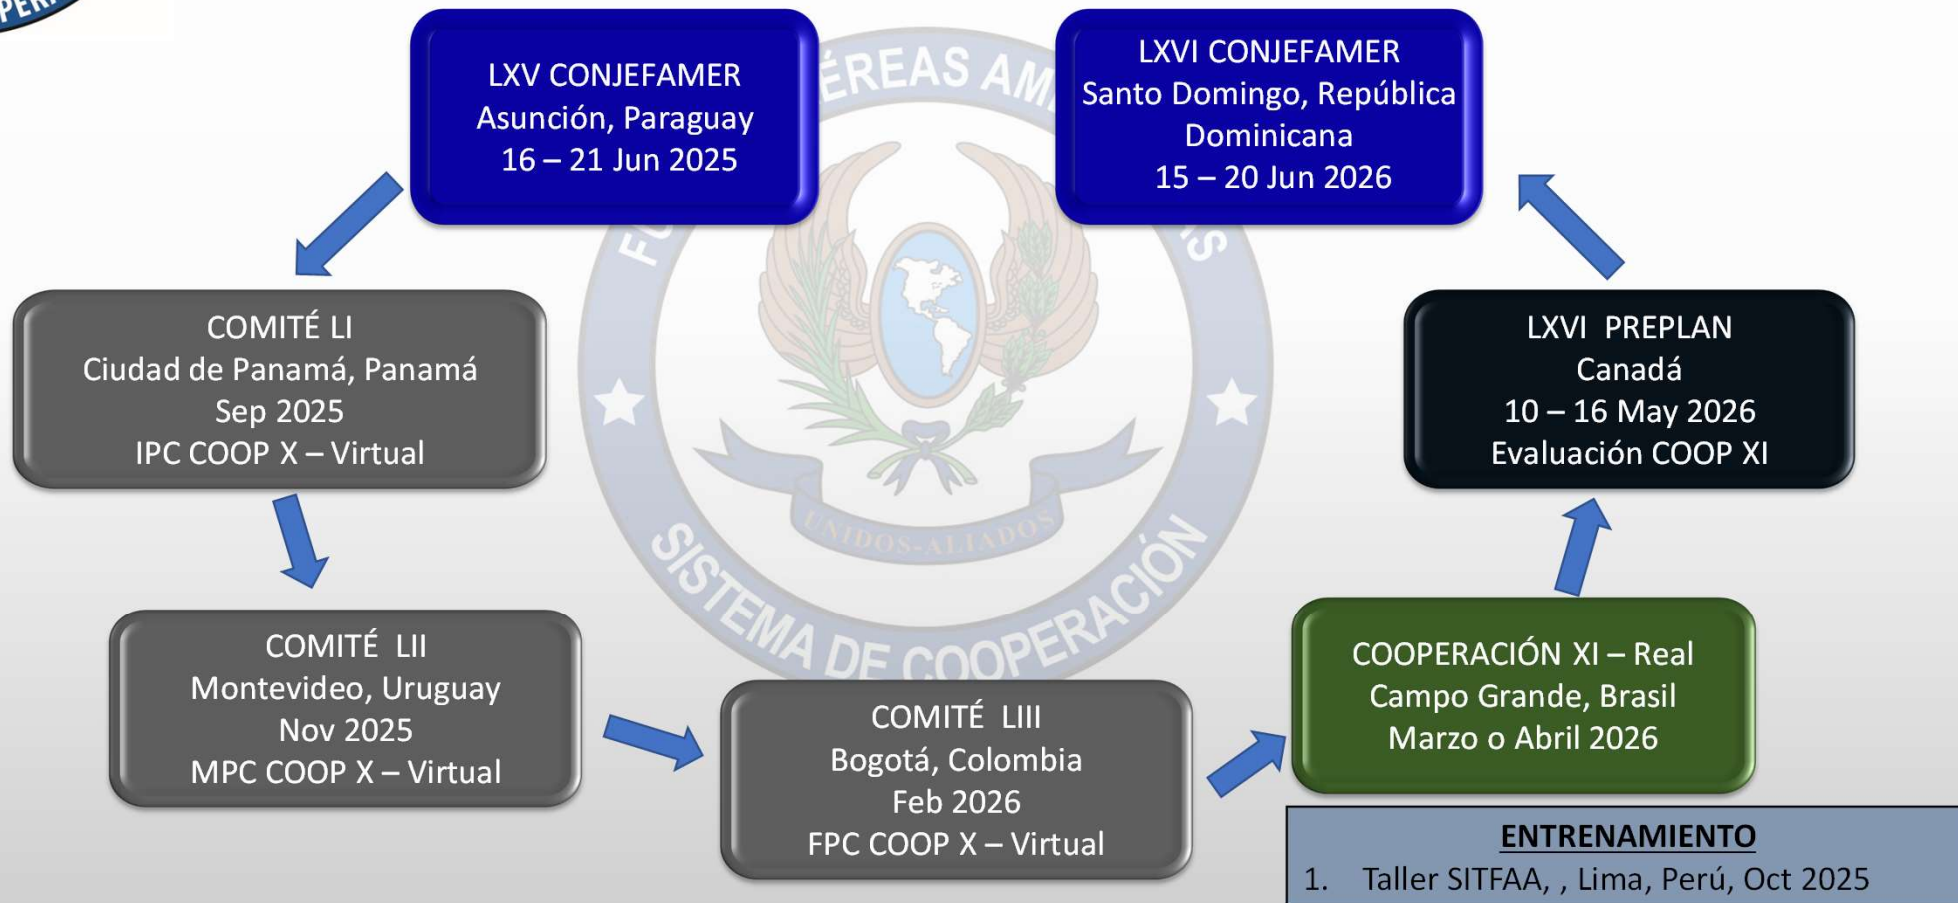 LXV CONJEFAMER
Asunción, Paraguay
16 – 21 Jun 2025
LXVI CONJEFAMER
Santo Domingo, República
Dominicana
15 – 20 Jun 2026
COMITÉ LI
Ciudad de Panamá, Panamá
Sep 2025
IPC COOP X – Virtual
LXVI PREPLAN
Canadá
10 – 16 May 2026
Evaluación COOP XI
COMITÉ LII
Montevideo, Uruguay
Nov 2025
MPC COOP X – Virtual
COMITÉ LIII
Bogotá, Colombia
Feb 2026
FPC COOP X – Virtual
COOPERACIÓN XI – Real
Campo Grande, Brasil
Marzo o Abril 2026
ENTRENAMIENTO
1. Taller SITFAA, , Lima, Perú, Oct 2025
UNIDOS-ALIADOS
SISTEMA DE COOPERACIÓN